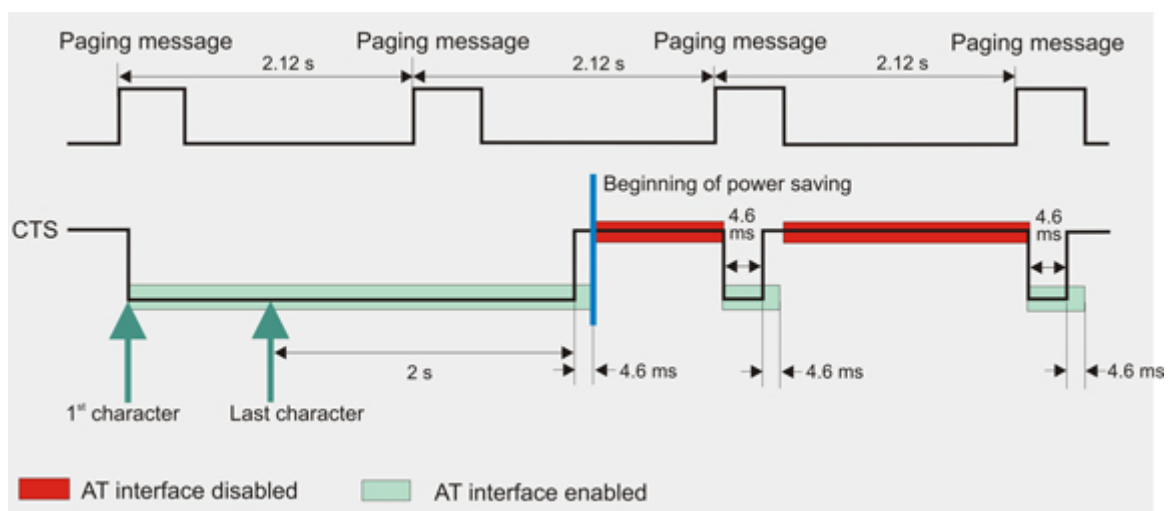 Paging message Paging message Paging message Paging message
2.12 s 2.12 s 2.12 s
Beginning of power saving
CTS
4.6
ms
4.6
ms
2 s
4.6 ms
4.6 ms
4.6 ms
1st character
Last character
AT interface disabled
AT interface enabled